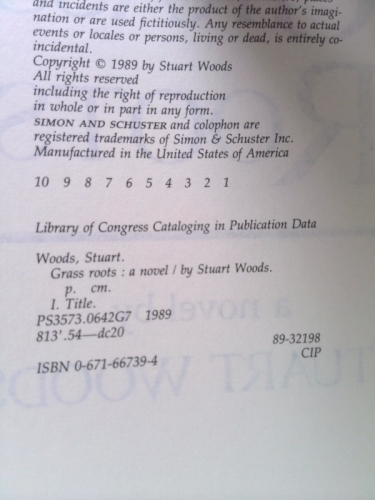 and incidents are either the product of the author's imagi-
nation or are used fictitiously. Any resemblance to actual
events or locales or persons, living or dead, is entirely co-
incidental.
Copyright © 1989 by Stuart Woods
All rights reserved
including the right of reproduction
in whole or in part in any form.
SIMON AND SCHUSTER and colophon are
registered trademarks of Simon & Schuster Inc.
Manufactured in the United States of America
10 9 8 7 6 5 4 3 2 1
Library of Congress Cataloging in Publication Data
Woods, Stuart.
Grass roots : a novel / by Stuart Woods.
p. cm.
I. Title.
PS3573.0642G7 1989
813'.54—dc20
89-32198
CIP
ISBN 0-671-66739-4
a novel by
STUART WOODS